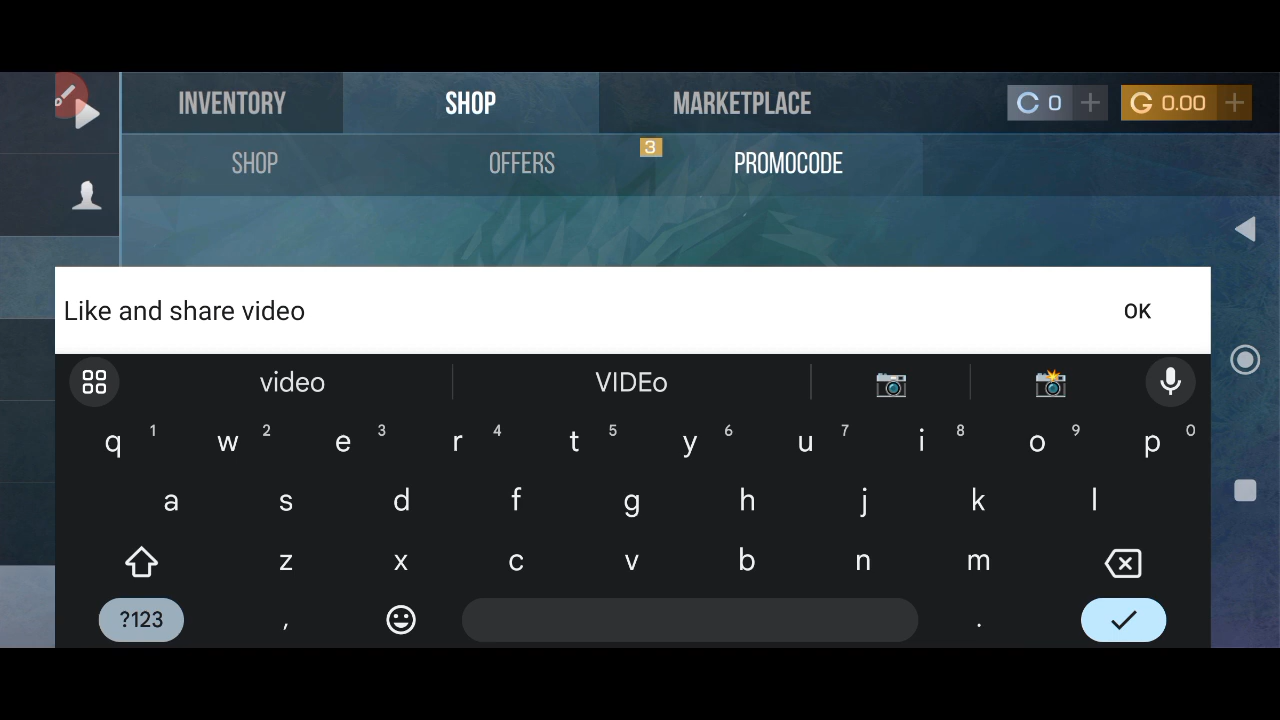 INVENTORY SHOP MARKETPLACE C 0 + G 0.00 +
SHOP OFFERS 3 PROMOCODE
Like and share video OK
video VIDEo
q 1 w 2 e 3 r 4 t 5 y 6 u 7 i 8 o 9 p 0
a s d f g h j k l
z x c v b n m
?123 , .